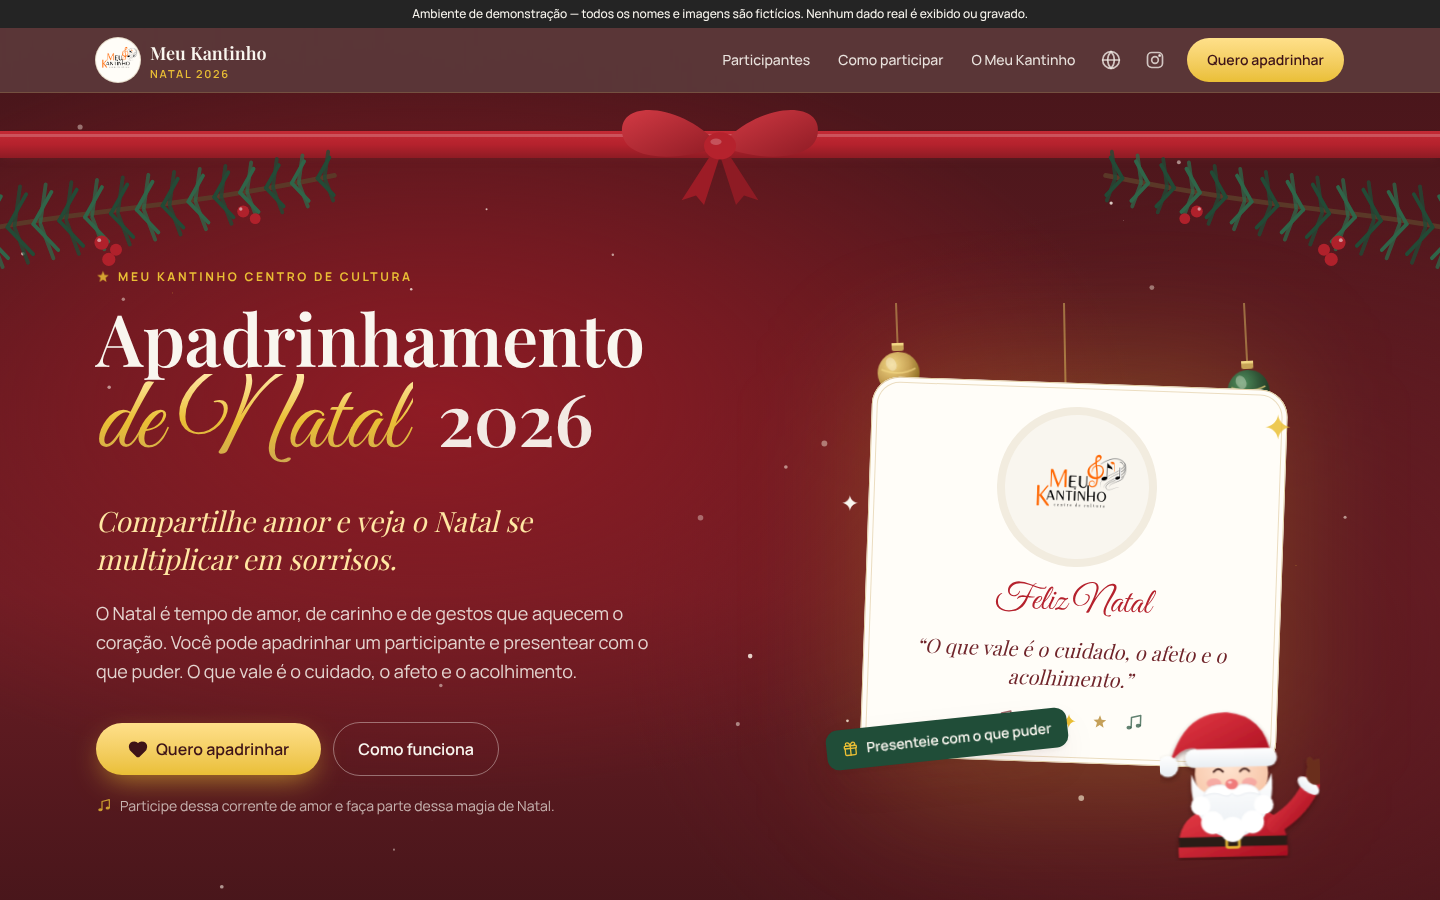 Ambiente de demonstração — todos os nomes e imagens são fictícios. Nenhum dado real é exibido ou gravado.
Meu Kantinho
NATAL 2026
Participantes
Como participar
O Meu Kantinho
Quero apadrinhar
MEU KANTINHO CENTRO DE CULTURA
Apadrinhamento
de Natal 2026
Compartilhe amor e veja o Natal se
multiplicar em sorrisos.
O Natal é tempo de amor, de carinho e de gestos que aquecem o
coração. Você pode apadrinhar um participante e presentear com o
que puder. O que vale é o cuidado, o afeto e o acolhimento.
Quero apadrinhar
Como funciona
Participe dessa corrente de amor e faça parte dessa magia de Natal.
MEU
KANTINHO
centro de cultura
Feliz Natal
“O que vale é o cuidado, o afeto e o
acolhimento.”
Presenteie com o que puder